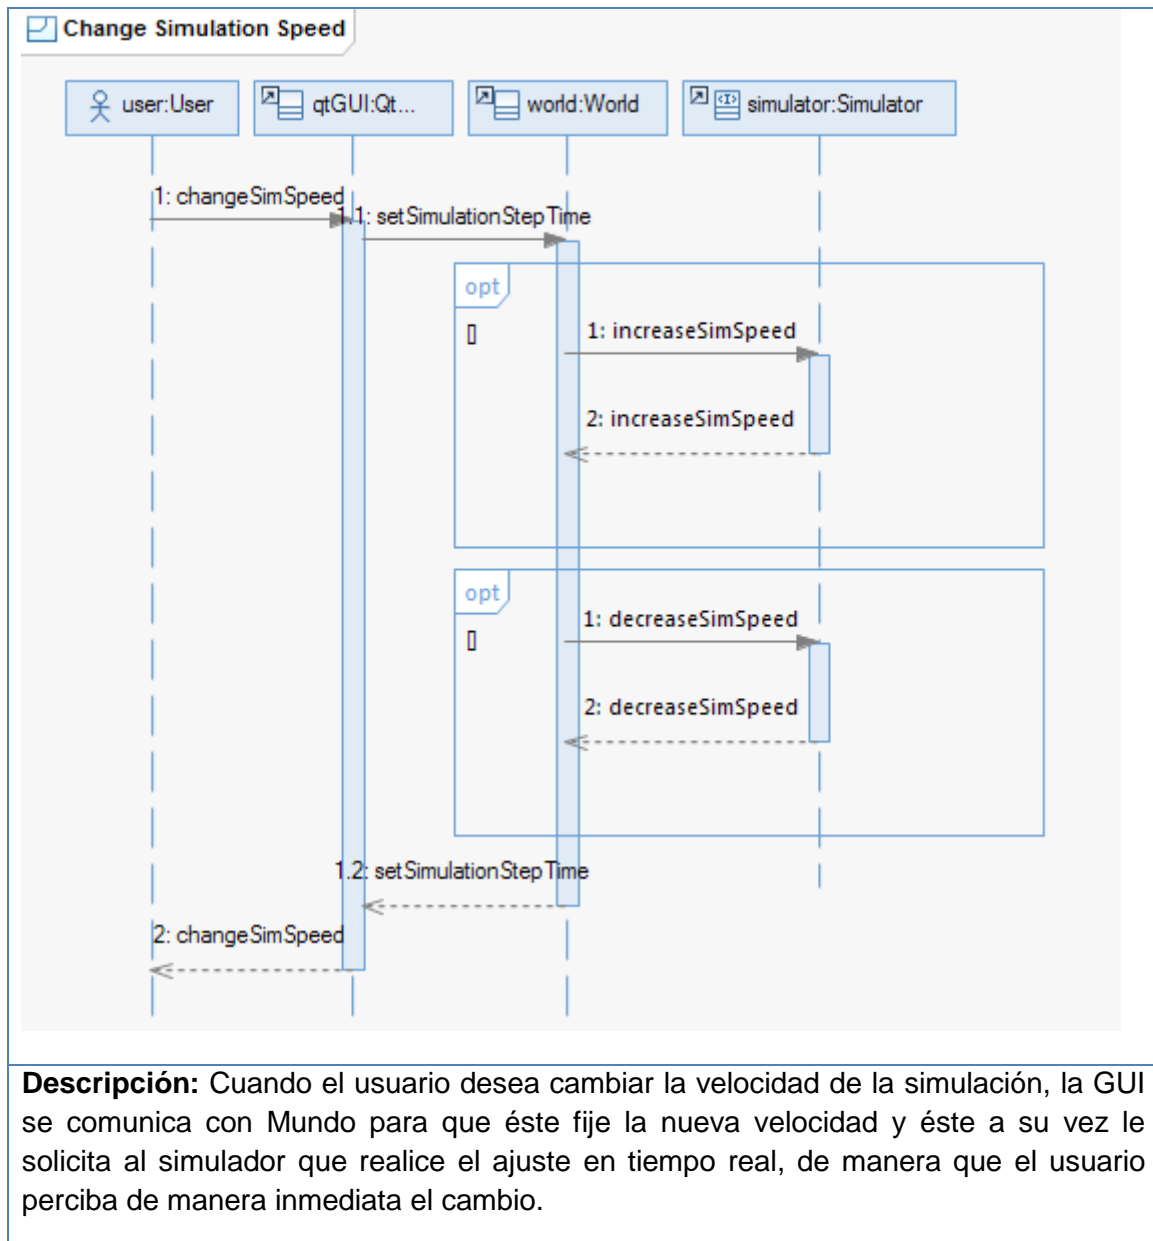 Change Simulation Speed
user:User
qtGUI:Qt...
world:World
simulator:Simulator
1: changeSimSpeed
1.1: setSimulationStepTime
opt
[]
1: increaseSimSpeed
2: increaseSimSpeed
opt
[]
1: decreaseSimSpeed
2: decreaseSimSpeed
1.2: setSimulationStepTime
2: changeSimSpeed
Descripción: Cuando el usuario desea cambiar la velocidad de la simulación, la GUI
se comunica con Mundo para que éste fije la nueva velocidad y éste a su vez le
solicita al simulador que realice el ajuste en tiempo real, de manera que el usuario
perciba de manera inmediata el cambio.